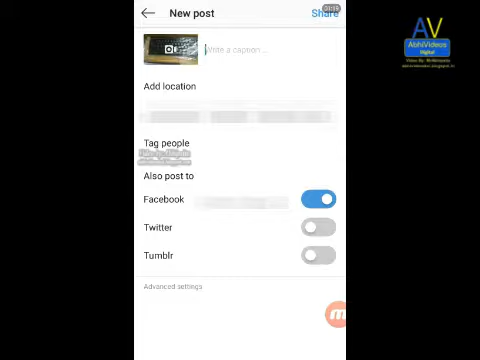 New post
Share
Write a caption ...
Add location
Tag people
Also post to
Facebook
Twitter
Tumblr
Advanced settings
AV
AbhiVideos
Digital